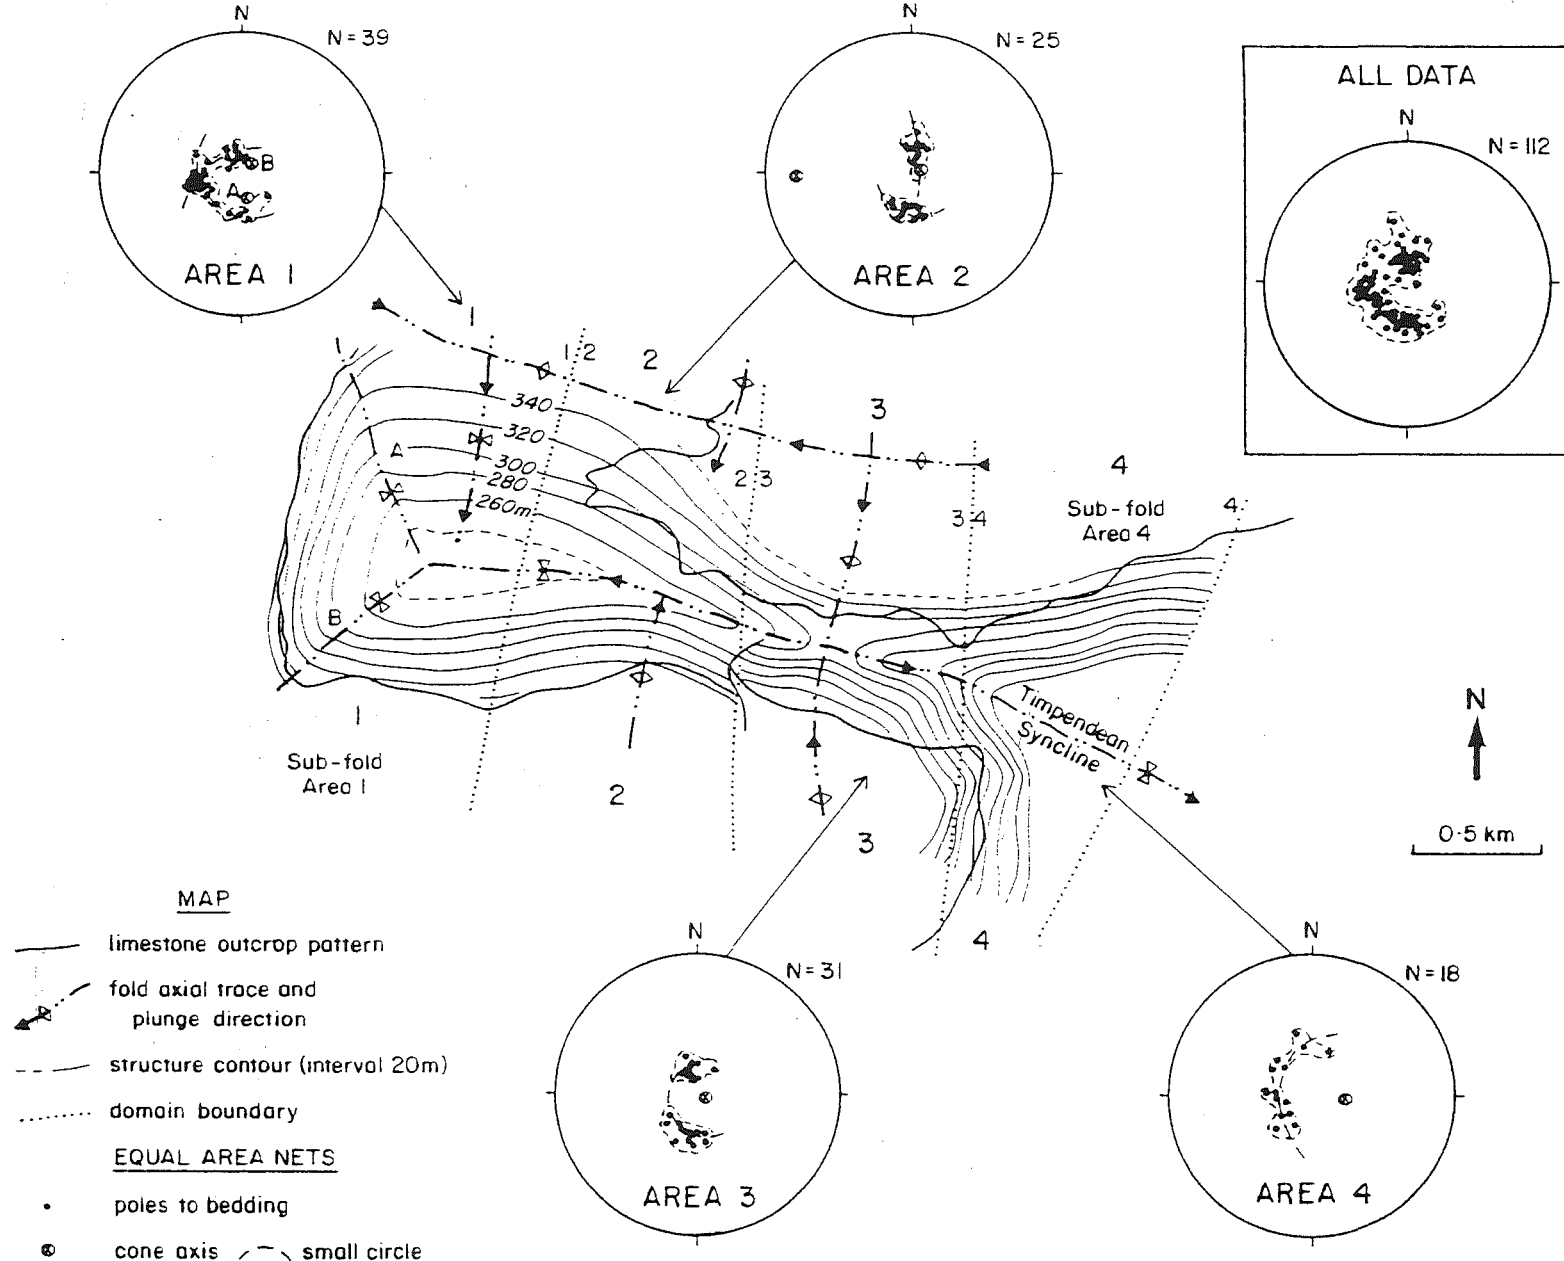 N
N=39
B
A
AREA 1
N
N=25
AREA 2
ALL DATA
N
N=112
1
1 2
2
3
4
340
320
300
280
260m
A
B
2 3
3 4
4
Sub-fold
Area 4
Timpendean
Syncline
N
0·5 km
1
Sub-fold
Area 1
2
3
4
MAP
limestone outcrop pattern
fold axial trace and
plunge direction
structure contour (interval 20m)
domain boundary
EQUAL AREA NETS
poles to bedding
cone axis
small circle
N
N=31
AREA 3
N
N=18
AREA 4